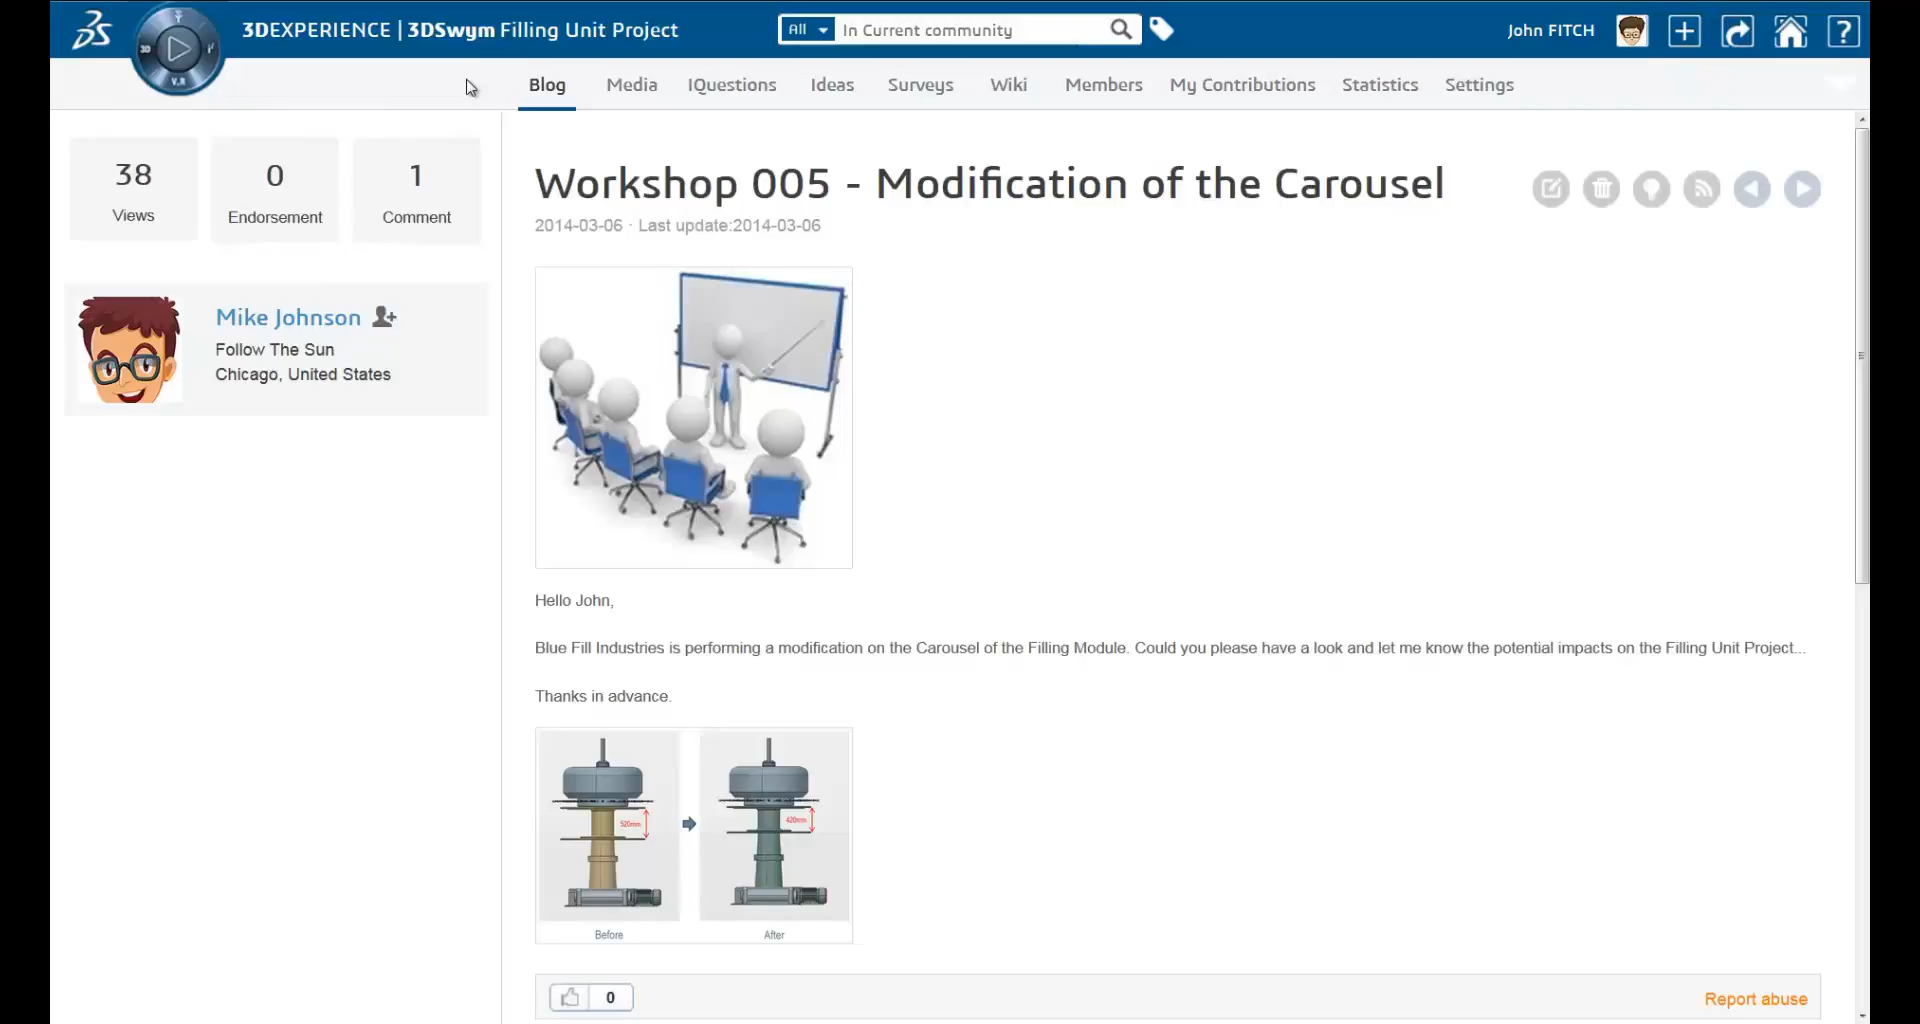 3DEXPERIENCE | 3DSwym Filling Unit Project
All
In Current community
John FITCH
3D
V.R
Blog
Media
IQuestions
Ideas
Surveys
Wiki
Members
My Contributions
Statistics
Settings
38
Views
0
Endorsement
1
Comment
Mike Johnson
Follow The Sun
Chicago, United States
Workshop 005 - Modification of the Carousel
2014-03-06 · Last update:2014-03-06
Hello John,
Blue Fill Industries is performing a modification on the Carousel of the Filling Module. Could you please have a look and let me know the potential impacts on the Filling Unit Project...
Thanks in advance.
520mm
420mm
Before
After
0
Report abuse